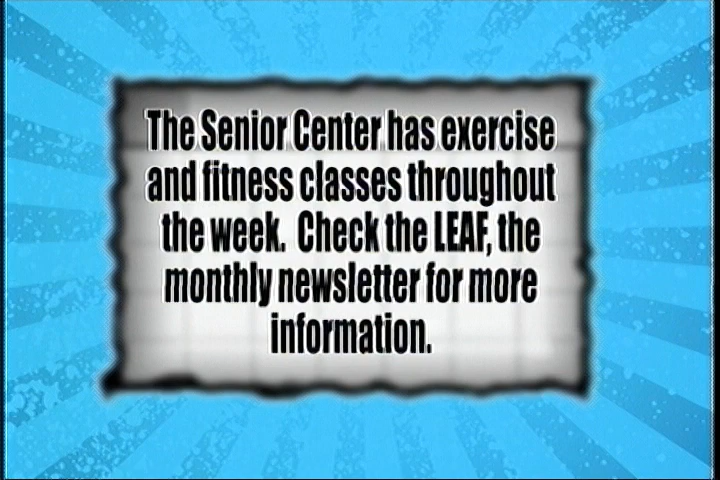 The Senior Center has exercise
and fitness classes throughout
the week.  Check the LEAF, the
monthly newsletter for more
information.